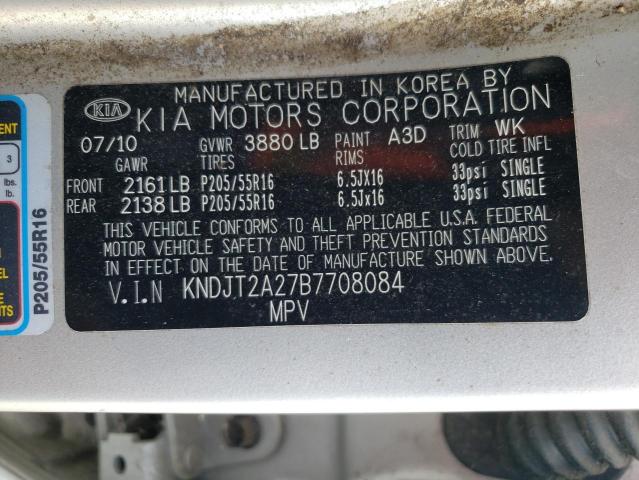 MANUFACTURED IN KOREA BY
KIA KIA MOTORS CORPORATION
07/10 GVWR 3880 LB PAINT A3D TRIM WK
GAWR TIRES RIMS COLD TIRE INFL
FRONT 2161 LB P205/55R16 6.5JX16 33psi SINGLE
REAR 2138 LB P205/55R16 6.5Jx16 33psi SINGLE
THIS VEHICLE CONFORMS TO ALL APPLICABLE U.S.A. FEDERAL
MOTOR VEHICLE SAFETY AND THEFT PREVENTION STANDARDS
IN EFFECT ON THE DATE OF MANUFACTURE SHOWN ABOVE.
V.I.N KNDJT2A27B7708084
MPV
P205/55R16
3
lbs.